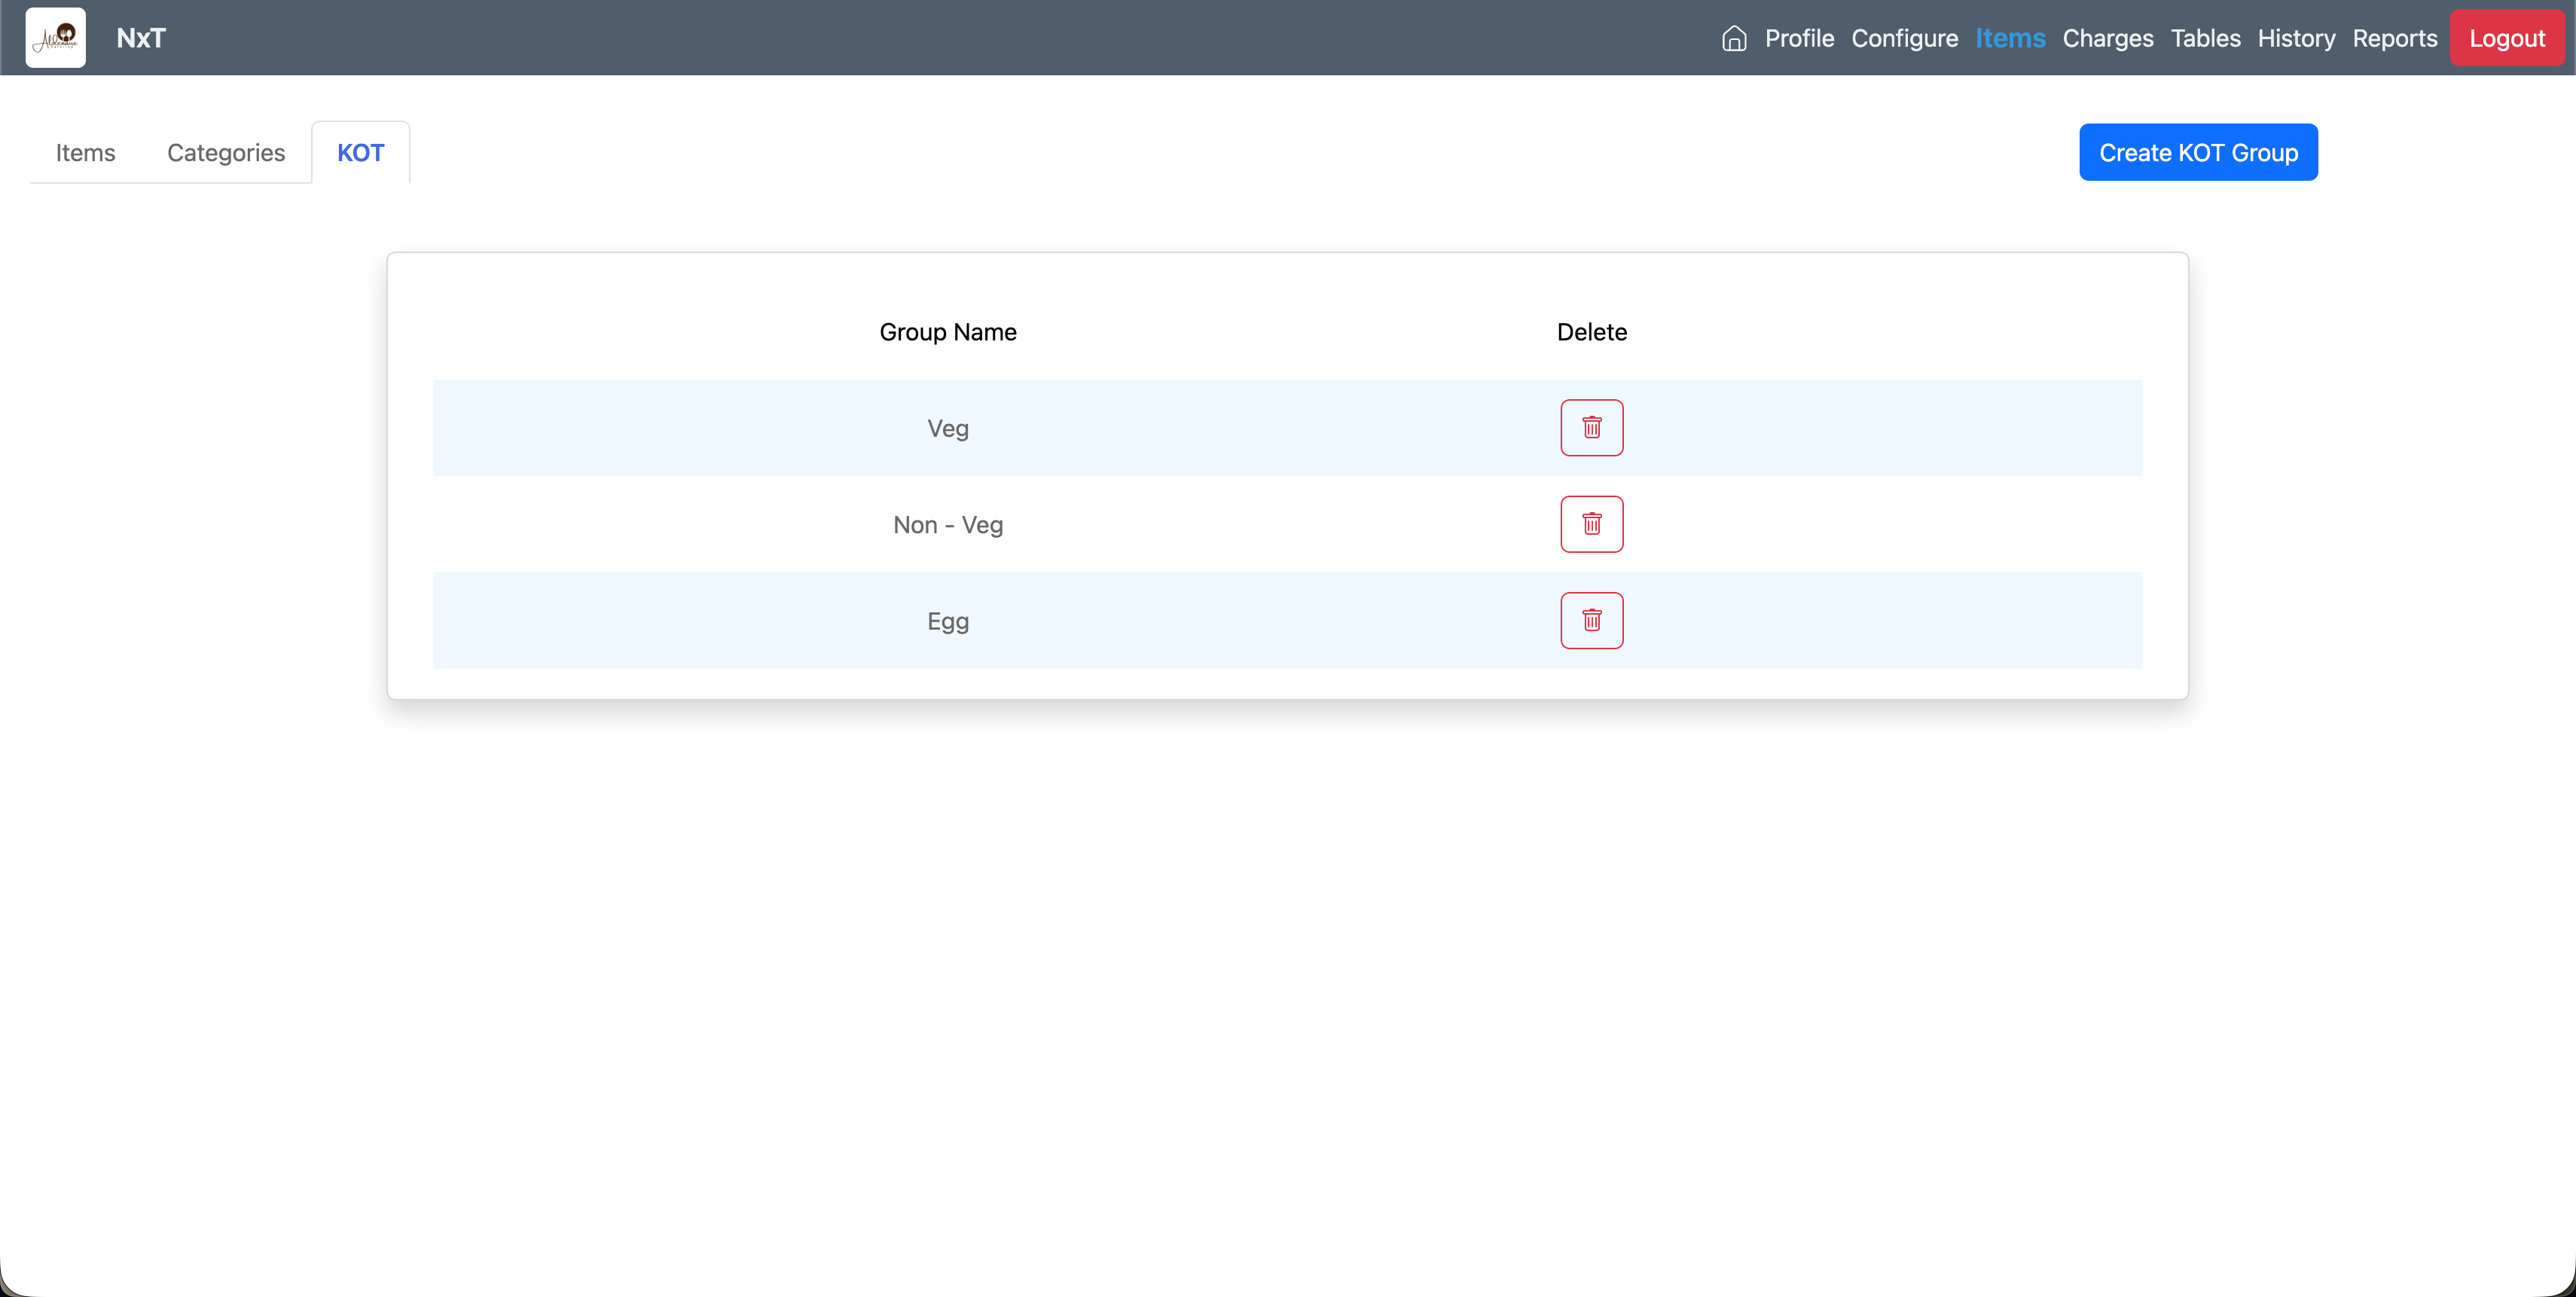 NxT Profile Configure Items Charges Tables History Reports Logout
Items Categories KOT Create KOT Group
Group Name Delete
Veg
Non - Veg
Egg